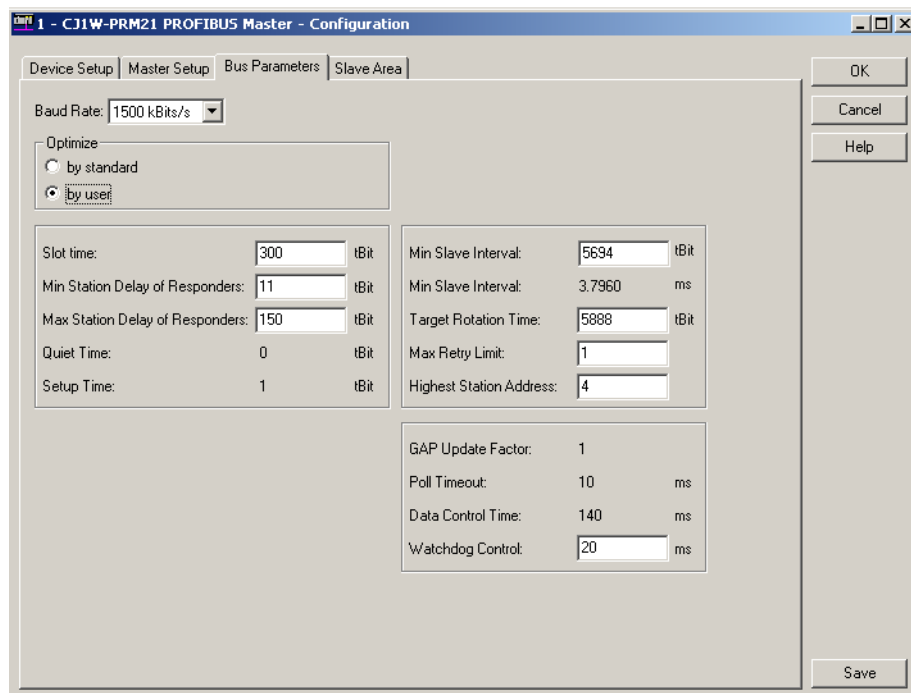 1 - CJ1W-PRM21 PROFIBUS Master - Configuration
Device Setup Master Setup Bus Parameters Slave Area
OK
Baud Rate: 1500 kBits/s
Cancel
Optimize
Help
by standard
by user
Slot time: 300 tBit
Min Station Delay of Responders: 11 tBit
Max Station Delay of Responders: 150 tBit
Quiet Time: 0 tBit
Setup Time: 1 tBit
Min Slave Interval: 5694 tBit
Min Slave Interval: 3.7960 ms
Target Rotation Time: 5888 tBit
Max Retry Limit: 1
Highest Station Address: 4
GAP Update Factor: 1
Poll Timeout: 10 ms
Data Control Time: 140 ms
Watchdog Control: 20 ms
Save